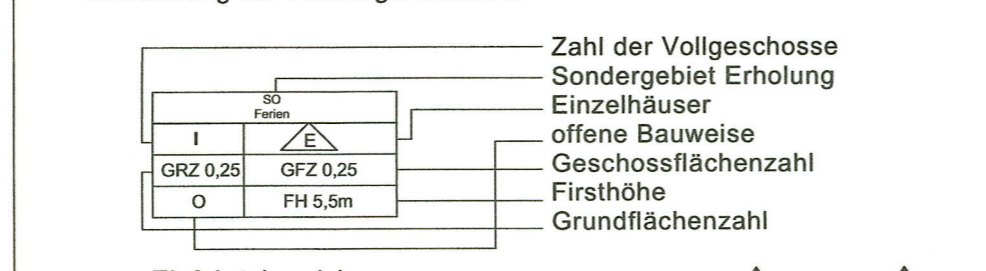 Zahl der Vollgeschosse
Sondergebiet Erholung
Einzelhäuser
offene Bauweise
Geschossflächenzahl
Firsthöhe
Grundflächenzahl
SO
Ferien
I E
GRZ 0,25 GFZ 0,25
O FH 5,5m